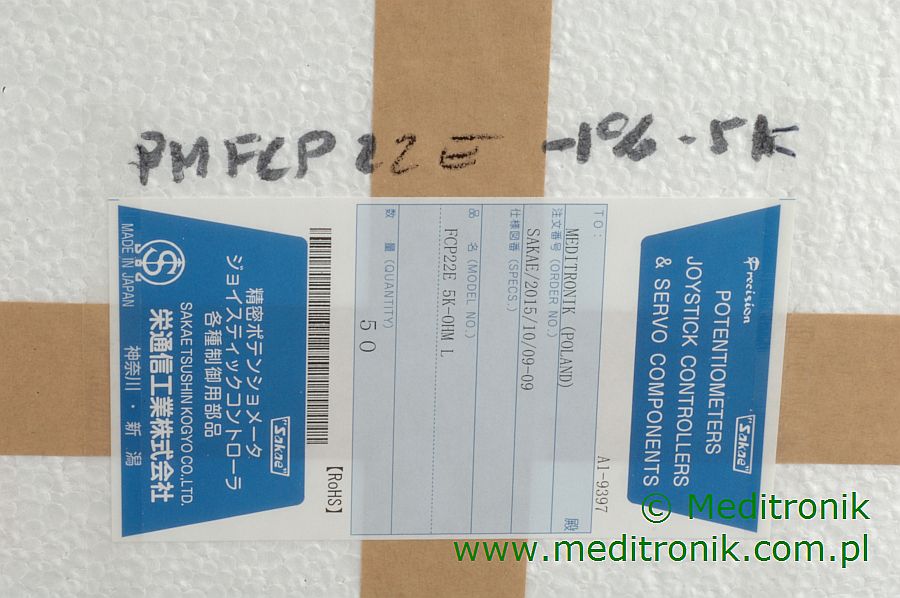 PMFCP22E -1% -5K
Precision
POTENTIOMETERS
JOYSTICK CONTROLLERS
& SERVO COMPONENTS
"Sakae"
A1-9397
TO:
MEDITRONIK (POLAND)
殿
注文番号 (ORDER NO.)
SAKAE/2015/10/09-09
仕様図番 (SPECS.)
品 名 (MODEL NO.)
FCP22E 5K-OHM L
数 量 (QUANTITY)
50
【RoHS】
"Sakae"
精密ポテンショメータ
ジョイスティックコントローラ
各種制御用部品
SAKAE TSUSHIN KOGYO CO.,LTD.
栄通信工業株式会社
神奈川・新潟
MADE IN JAPAN
© Meditronik
www.meditronik.com.pl